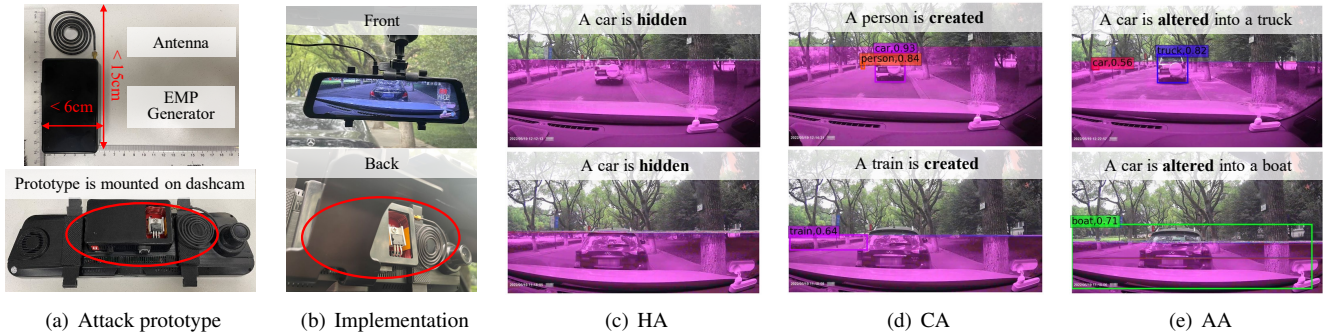 Antenna
EMP
Generator
< 15cm
< 6cm
Prototype is mounted on dashcam
(a) Attack prototype
Front
Back
(b) Implementation
A car is hidden
A car is hidden
(c) HA
A person is created
car,0.93
person,0.84
A train is created
train,0.64
(d) CA
A car is altered into a truck
truck,0.82
car,0.56
A car is altered into a boat
boat,0.71
(e) AA